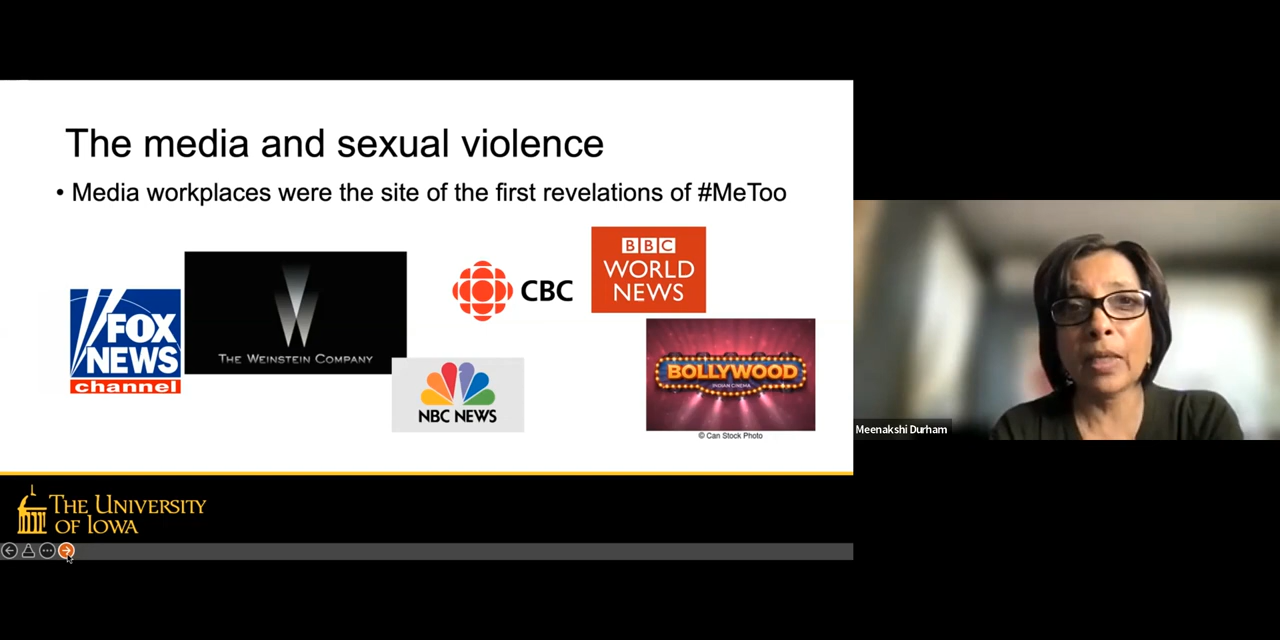 The media and sexual violence
• Media workplaces were the site of the first revelations of #MeToo
FOX
NEWS
channel
THE WEINSTEIN COMPANY
NBC NEWS
CBC
BBC
WORLD
NEWS
BOLLYWOOD
INDIAN CINEMA
© Can Stock Photo
Meenakshi Durham
THE UNIVERSITY
OF IOWA